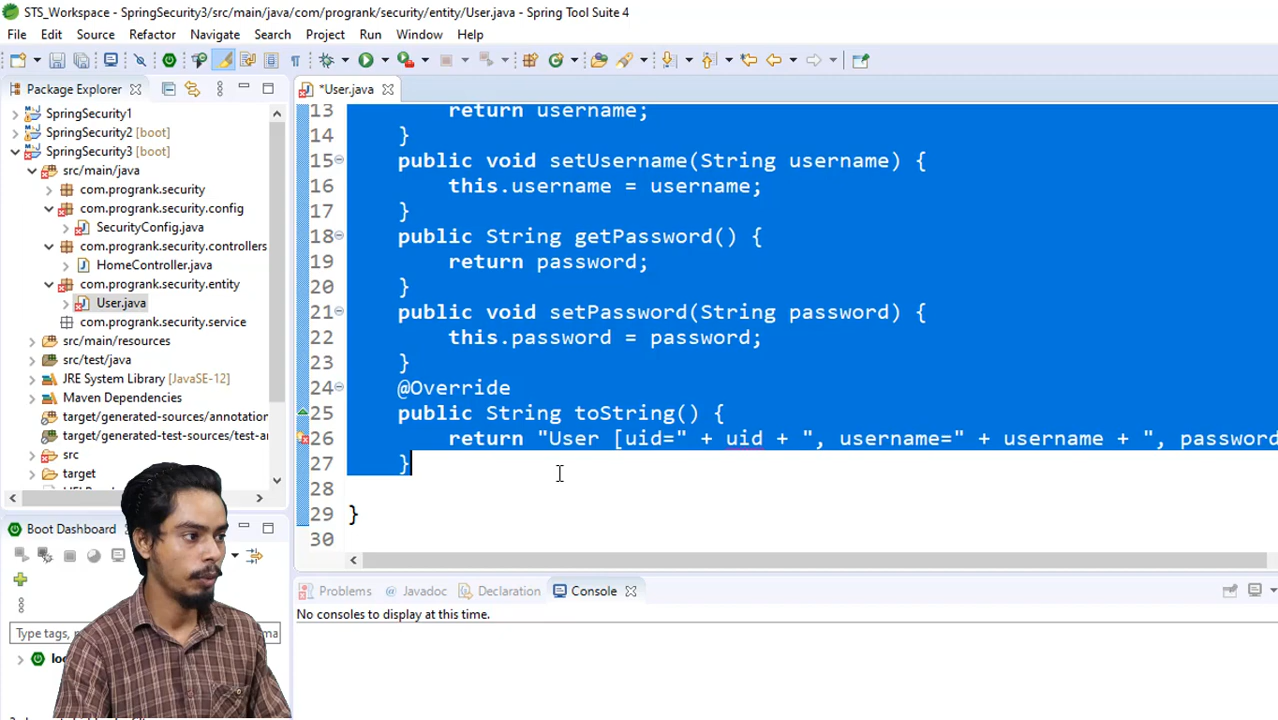 STS_Workspace - SpringSecurity3/src/main/java/com/progrank/security/entity/User.java - Spring Tool Suite 4
File Edit Source Refactor Navigate Search Project Run Window Help
Package Explorer
*User.java
SpringSecurity1
SpringSecurity2 [boot]
SpringSecurity3 [boot]
src/main/java
com.progrank.security
com.progrank.security.config
SecurityConfig.java
com.progrank.security.controllers
HomeController.java
com.progrank.security.entity
User.java
com.progrank.security.service
src/main/resources
src/test/java
JRE System Library [JavaSE-12]
Maven Dependencies
target/generated-sources/annotation
target/generated-test-sources/test-an
src
target
13 return username;
14 }
15 public void setUsername(String username) {
16 this.username = username;
17 }
18 public String getPassword() {
19 return password;
20 }
21 public void setPassword(String password) {
22 this.password = password;
23 }
24 @Override
25 public String toString() {
26 return "User [uid=" + uid + ", username=" + username + ", password
27 }
28
29 }
30
Boot Dashboard
Type tags,
Problems @ Javadoc Declaration Console
No consoles to display at this time.